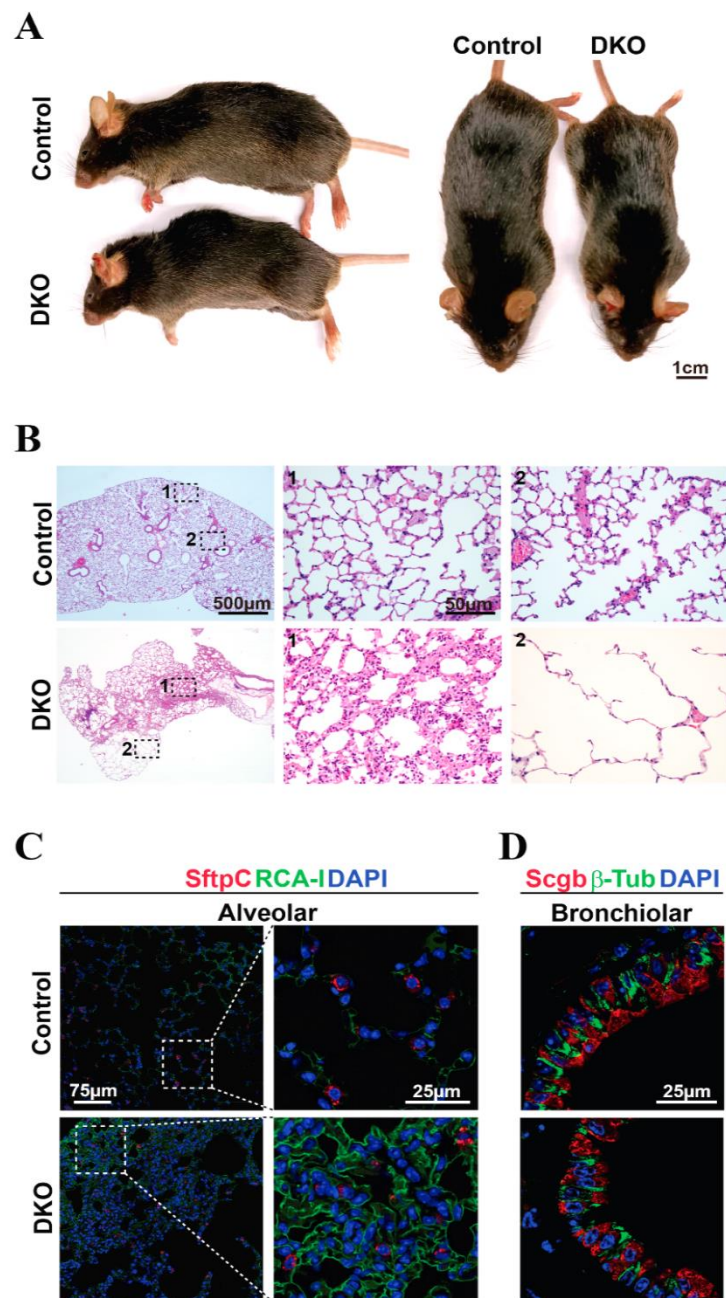 A
Control DKO
Control
DKO
1cm
B
Control
1
2
500μm
1
50μm
2
DKO
1
2
1
2
C
SftpC RCA-I DAPI
Alveolar
Control
75μm
25μm
DKO
D
Scgb β-Tub DAPI
Bronchiolar
25μm